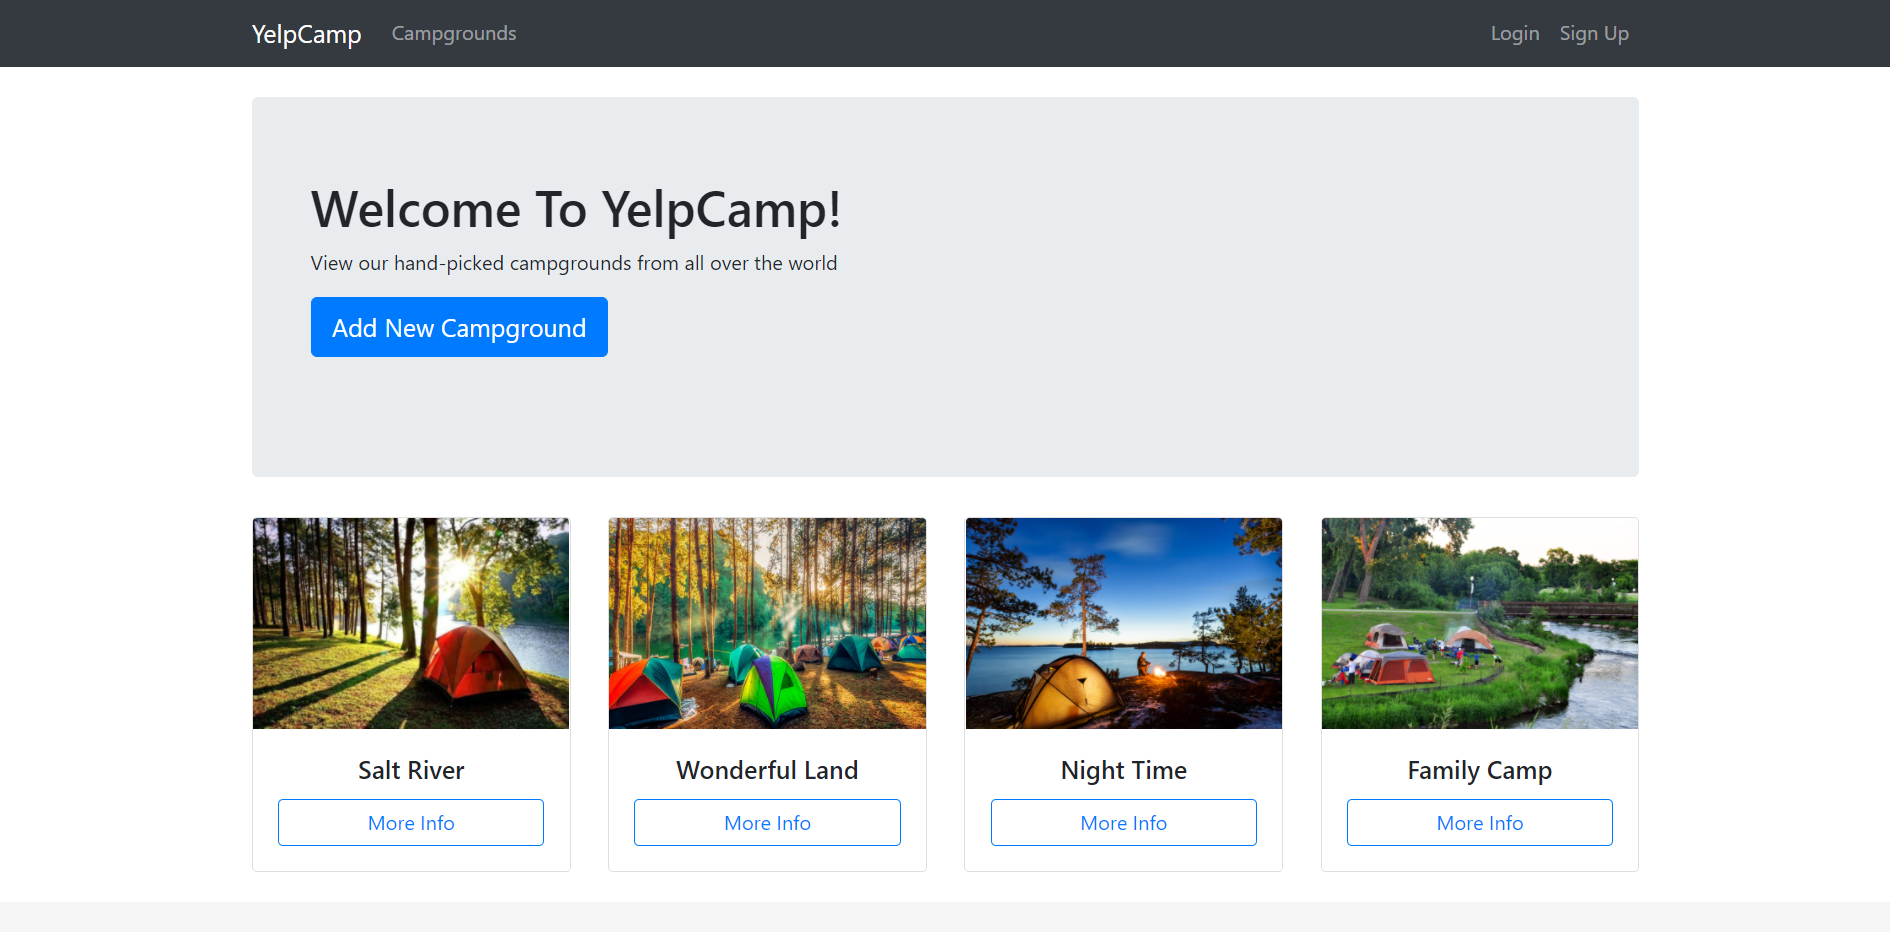 YelpCamp Campgrounds Login Sign Up
Welcome To YelpCamp!
View our hand-picked campgrounds from all over the world
Add New Campground
Salt River
More Info
Wonderful Land
More Info
Night Time
More Info
Family Camp
More Info